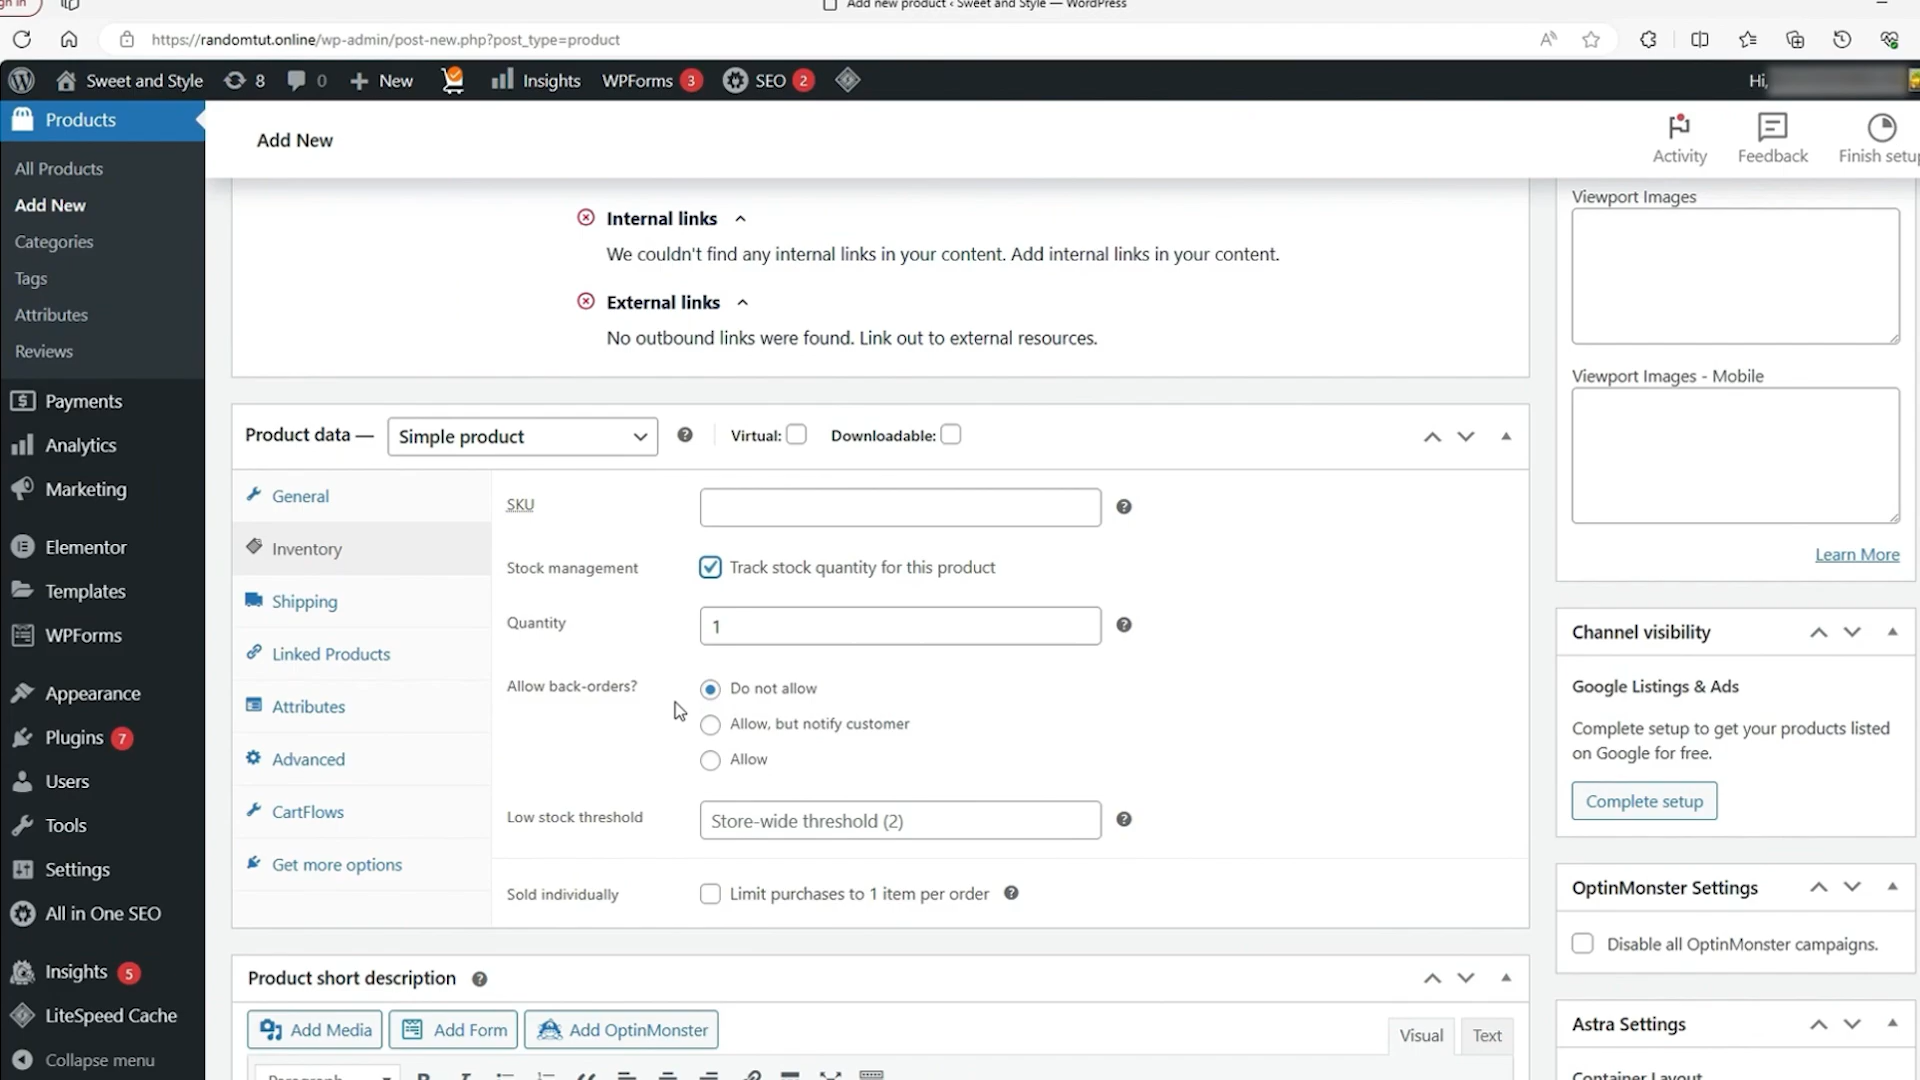 Add new product ‹ Sweet and Style — WordPress
https://randomtut.online/wp-admin/post-new.php?post_type=product
Sweet and Style 8 0 New Insights WPForms 3 SEO 2 Hi,
Products
All Products
Add New
Categories
Tags
Attributes
Reviews
Payments
Analytics
Marketing
Elementor
Templates
WPForms
Appearance
Plugins 7
Users
Tools
Settings
All in One SEO
Insights 5
LiteSpeed Cache
Collapse menu
Add New
Activity
Feedback
Finish setup
Internal links
We couldn't find any internal links in your content. Add internal links in your content.
External links
No outbound links were found. Link out to external resources.
Product data — Simple product Virtual: Downloadable:
General
Inventory
Shipping
Linked Products
Attributes
Advanced
CartFlows
Get more options
SKU
Stock management Track stock quantity for this product
Quantity 1
Allow back-orders? Do not allow
Allow, but notify customer
Allow
Low stock threshold Store-wide threshold (2)
Sold individually Limit purchases to 1 item per order
Product short description
Add Media Add Form Add OptinMonster Visual Text
Paragraph
Viewport Images
Viewport Images - Mobile
Learn More
Channel visibility
Google Listings & Ads
Complete setup to get your products listed
on Google for free.
Complete setup
OptinMonster Settings
Disable all OptinMonster campaigns.
Astra Settings
Container Layout